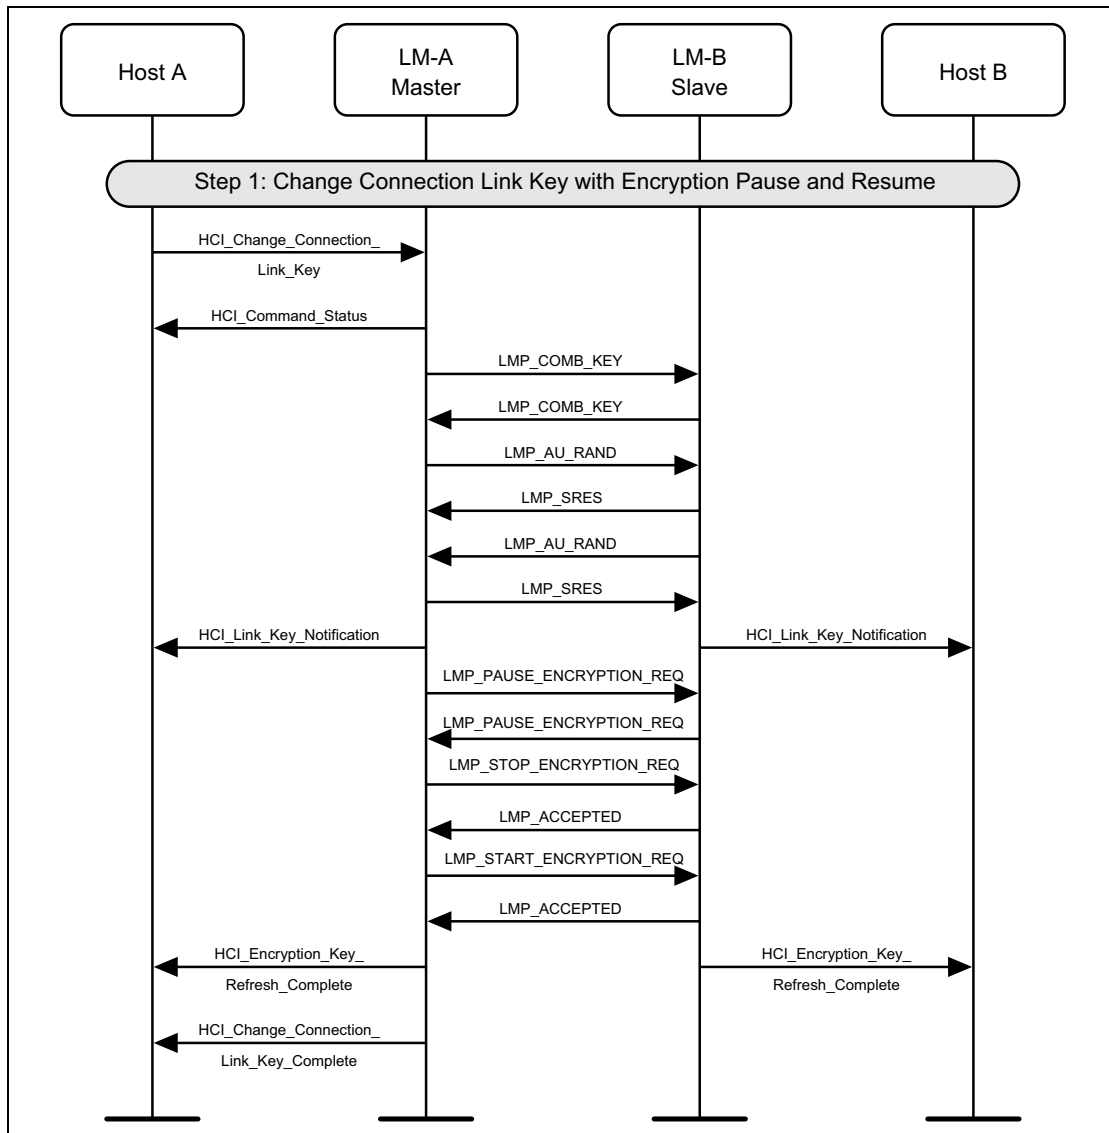 Host A
LM-A
Master
LM-B
Slave
Host B
Step 1: Change Connection Link Key with Encryption Pause and Resume
HCI_Change_Connection_
Link_Key
HCI_Command_Status
LMP_COMB_KEY
LMP_COMB_KEY
LMP_AU_RAND
LMP_SRES
LMP_AU_RAND
LMP_SRES
HCI_Link_Key_Notification
HCI_Link_Key_Notification
LMP_PAUSE_ENCRYPTION_REQ
LMP_PAUSE_ENCRYPTION_REQ
LMP_STOP_ENCRYPTION_REQ
LMP_ACCEPTED
LMP_START_ENCRYPTION_REQ
LMP_ACCEPTED
HCI_Encryption_Key_
Refresh_Complete
HCI_Encryption_Key_
Refresh_Complete
HCI_Change_Connection_
Link_Key_Complete